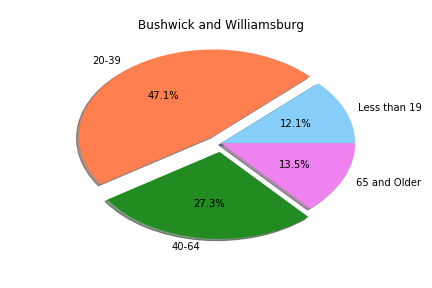 Bushwick and Williamsburg
20-39
47.1%
Less than 19
12.1%
13.5%
65 and Older
27.3%
40-64